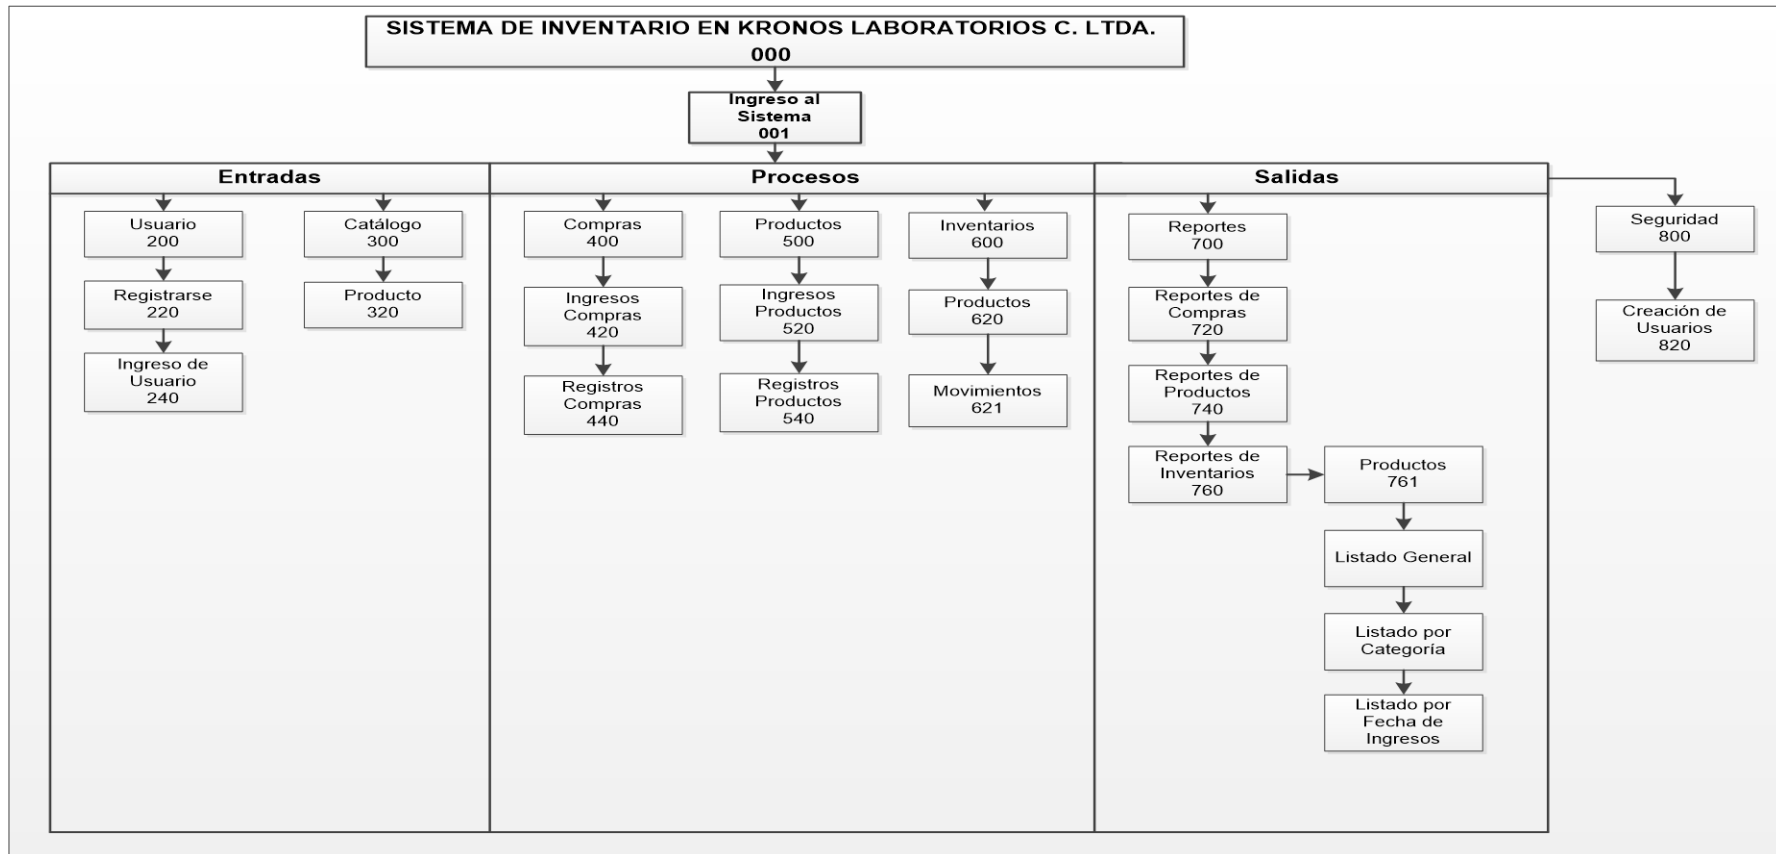 SISTEMA DE INVENTARIO EN KRONOS LABORATORIOS C. LTDA.
000
Ingreso al
Sistema
001
Entradas
Usuario
200
Registrarse
220
Ingreso de
Usuario
240
Catálogo
300
Producto
320
Procesos
Compras
400
Ingresos
Compras
420
Registros
Compras
440
Productos
500
Ingresos
Productos
520
Registros
Productos
540
Inventarios
600
Productos
620
Movimientos
621
Salidas
Reportes
700
Reportes de
Compras
720
Reportes de
Productos
740
Reportes de
Inventarios
760
Productos
761
Listado General
Listado por
Categoría
Listado por
Fecha de
Ingresos
Seguridad
800
Creación de
Usuarios
820